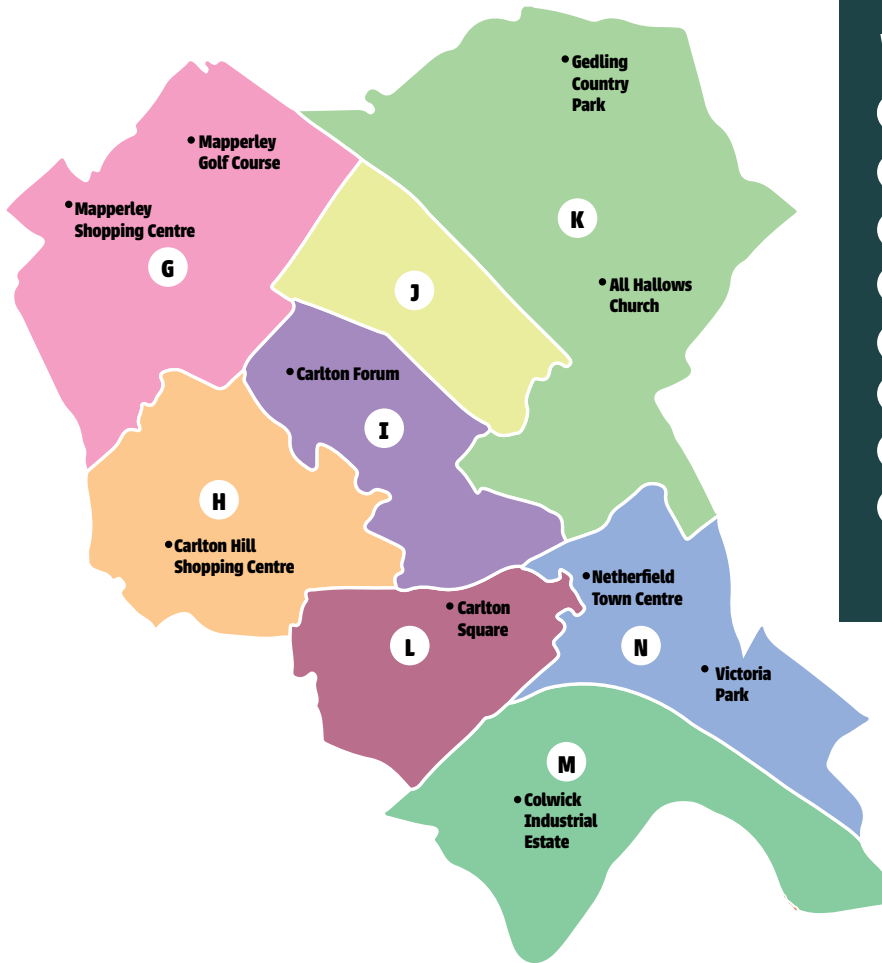 Gedling
Country
Park
Mapperley
Golf Course
Mapperley
Shopping Centre
K
G
All Hallows
Church
J
Carlton Forum
I
H
Carlton Hill
Shopping Centre
Netherfield
Town Centre
Carlton
Square
L
N
Victoria
Park
M
Colwick
Industrial
Estate